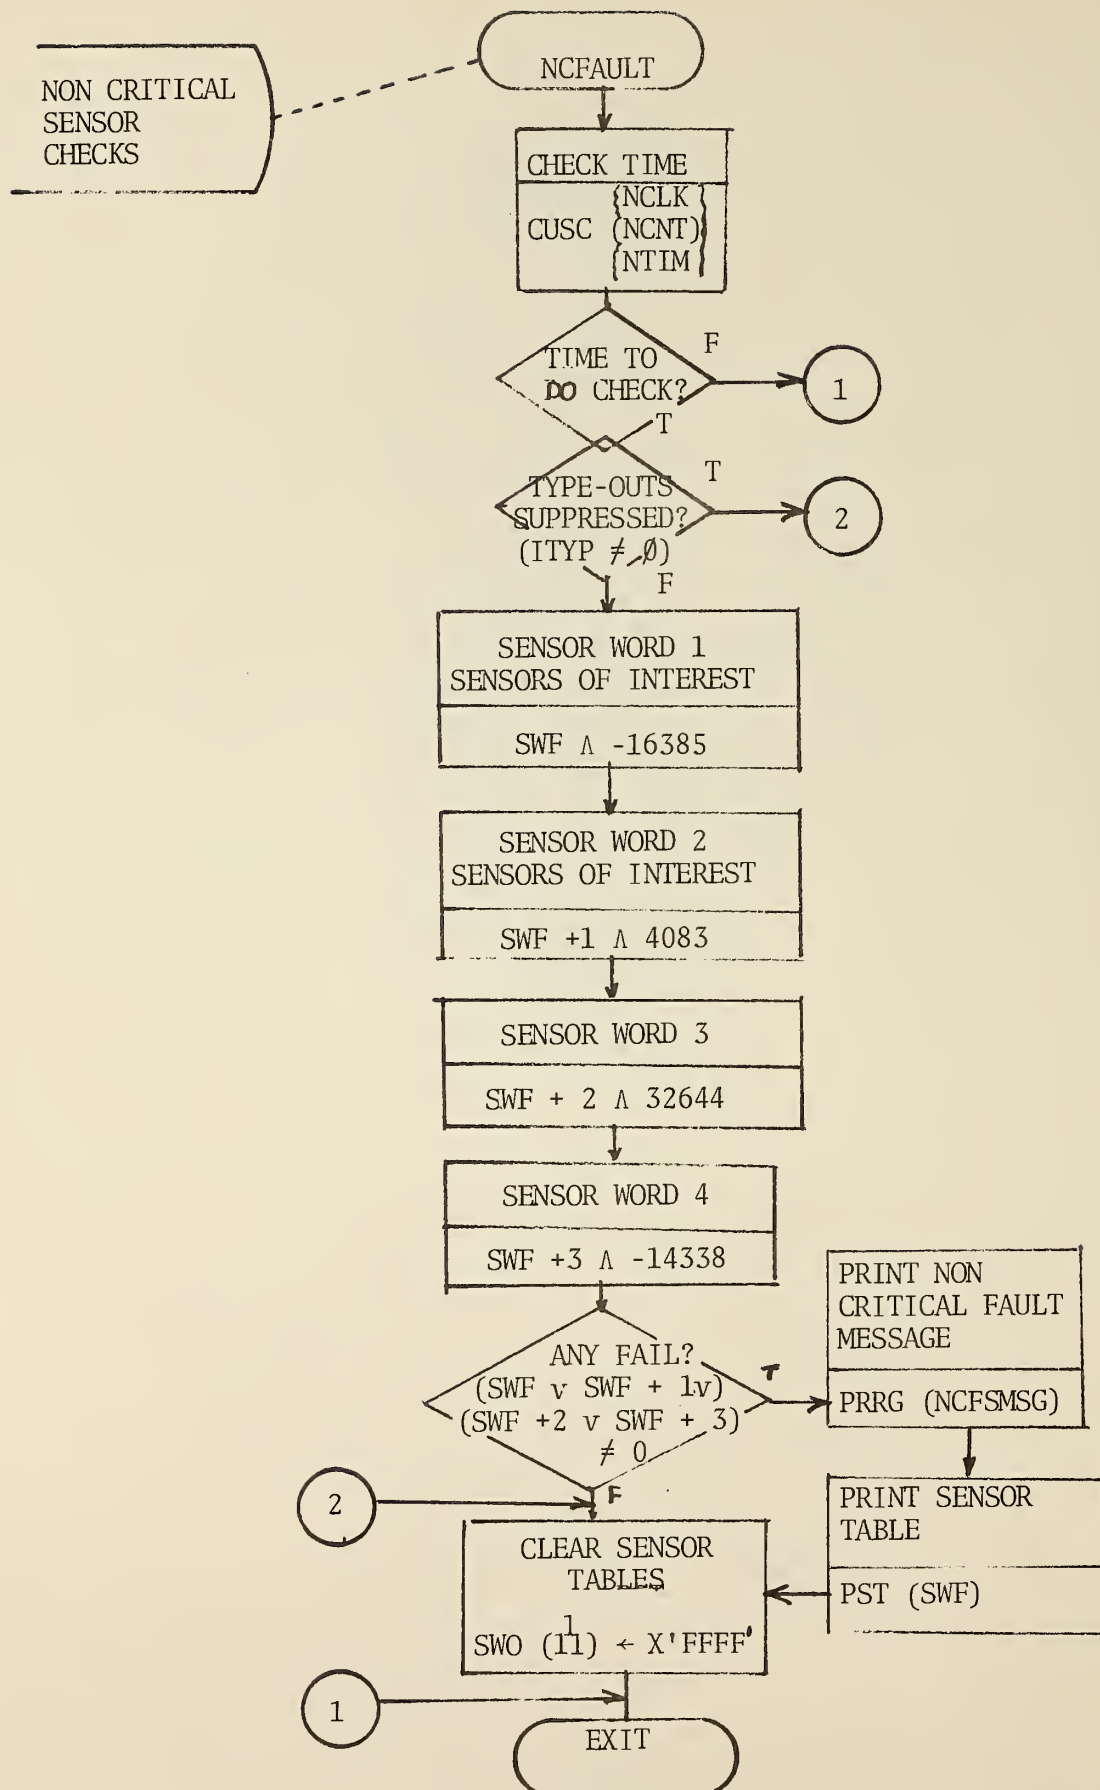 NON CRITICAL
SENSOR
CHECKS
NCFAULT
CHECK TIME
{NCLK
CUSC (NCNT)
{NTIM }
TIME TO
DO CHECK?
F
1
T
TYPE-OUTS
SUPPRESSED?
(ITYP ≠ Ø)
T
2
F
SENSOR WORD 1
SENSORS OF INTEREST
SWF Λ -16385
SENSOR WORD 2
SENSORS OF INTEREST
SWF +1 Λ 4083
SENSOR WORD 3
SWF + 2 Λ 32644
SENSOR WORD 4
SWF +3 Λ -14338
ANY FAIL?
(SWF v SWF + 1v)
(SWF +2 v SWF + 3)
≠ 0
T
PRINT NON
CRITICAL FAULT
MESSAGE
PRRG (NCFSMSG)
PRINT SENSOR
TABLE
PST (SWF)
F
2
CLEAR SENSOR
TABLES
1
SWO (11) ← X'FFFF'
1
EXIT